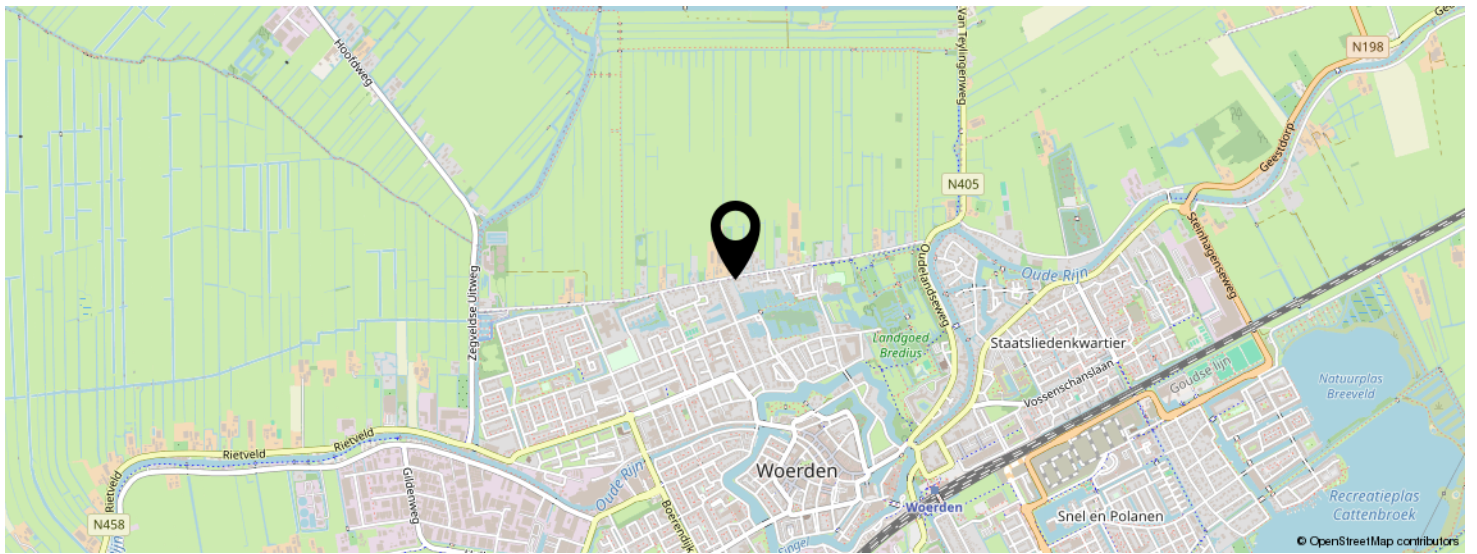 Hoofdweg
Van Teylingenweg
N198
Geestdorp
N405
Steinhagenseweg
Zegveldse Uitweg
Oudelandseweg
Oude Rijn
Landgoed
Bredius
Staatsliedenkwartier
Vossenschanslaan
Goudse lijn
Natuurplas
Breeveld
Rietveld
Rietveld
Rietveld
Gildenweg
Oude Rijn
Boerendijk
Woerden
Singel
Woerden
Snel en Polanen
Recreatieplas
Cattenbroek
N458
© OpenStreetMap contributors